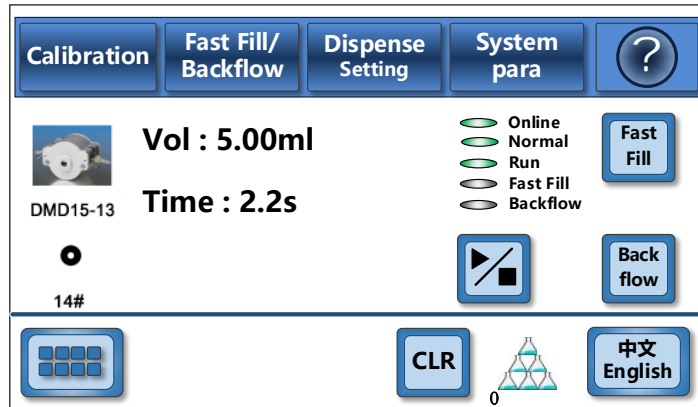 Calibration
Fast Fill/
Backflow
Dispense
Setting
System
para
?
Vol : 5.00ml
Time : 2.2s
DMD15-13
14#
Online
Normal
Run
Fast Fill
Backflow
Fast
Fill
Back
flow
CLR
0
中文
English